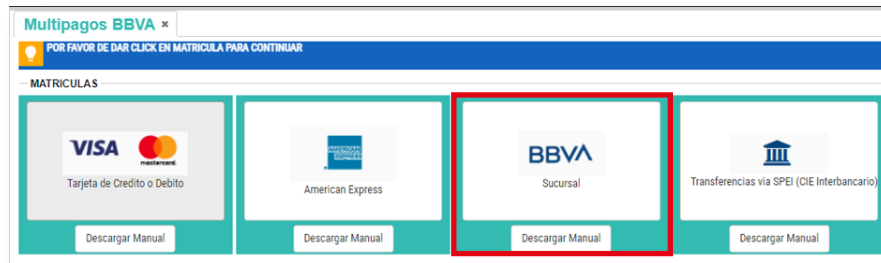 Multipagos BBVA ×
POR FAVOR DE DAR CLICK EN MATRICULA PARA CONTINUAR
MATRICULAS
VISA
mastercard
Tarjeta de Credito o Debito
Descargar Manual
AMERICAN
EXPRESS
American Express
Descargar Manual
BBVA
Sucursal
Descargar Manual
Transferencias via SPEI (CIE Interbancario)
Descargar Manual